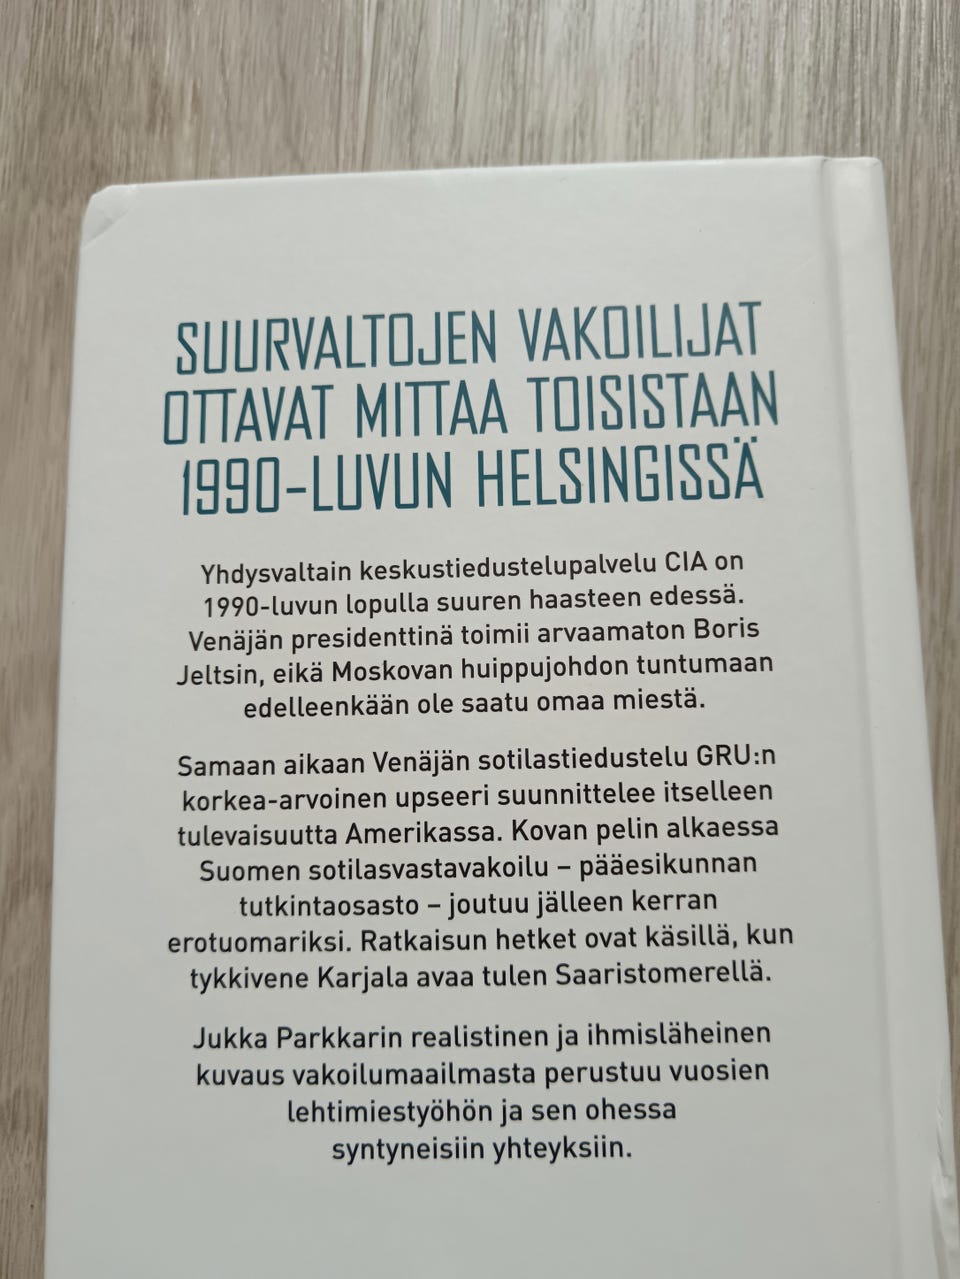 SUURVALTOJEN VAKOILIJAT
OTTAVAT MITTAA TOISISTAAN
1990-LUVUN HELSINGISSÄ
Yhdysvaltain keskustiedustelupalvelu CIA on
1990-luvun lopulla suuren haasteen edessä.
Venäjän presidenttinä toimii arvaamaton Boris
Jeltsin, eikä Moskovan huippujohdon tuntumaan
edelleenkään ole saatu omaa miestä.
Samaan aikaan Venäjän sotilastiedustelu GRU:n
korkea-arvoinen upseeri suunnittelee itselleen
tulevaisuutta Amerikassa. Kovan pelin alkaessa
Suomen sotilasvastavakoilu – pääesikunnan
tutkintaosasto – joutuu jälleen kerran
erotuomariksi. Ratkaisun hetket ovat käsillä, kun
tykkivene Karjala avaa tulen Saaristomerellä.
Jukka Parkkarin realistinen ja ihmisläheinen
kuvaus vakoilumaailmasta perustuu vuosien
lehtimiestyöhön ja sen ohessa
syntyneisiin yhteyksiin.